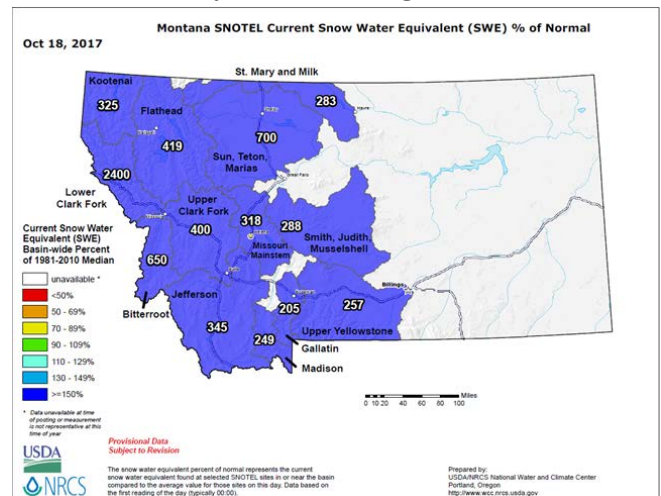 Montana SNOTEL Current Snow Water Equivalent (SWE) % of Normal
Oct 18, 2017
St. Mary and Milk
Kootenai
283
325
Flathead
700
419
Sun, Teton,
Marias
2400
Great Falls
Lower
Clark Fork
Upper
Clark Fork
318
288
400
Missouri
Mainstem
Smith, Judith,
Musselshell
650
Current Snow Water
Equivalent (SWE)
Basin-wide Percent
of 1981-2010 Median
unavailable *
<50%
50 - 69%
70 - 89%
90 - 109%
110 - 129%
130 - 149%
>=150%
Bitterroot
Jefferson
Billings
205
257
345
249
Upper Yellowstone
Gallatin
Madison
0 10 20 40 60 80 100
Miles
* Data unavailable at time
of posting or measurement
is not representative at this
time of year
Provisional Data
Subject to Revision
USDA
NRCS
The snow water equivalent percent of normal represents the current
snow water equivalent found at selected SNOTEL sites in or near the basin
compared to the average value for those sites on this day. Data based on
the first reading of the day (typically 00:00).
Prepared by:
USDA/NRCS National Water and Climate Center
Portland, Oregon
http://www.wcc.nrcs.usda.gov